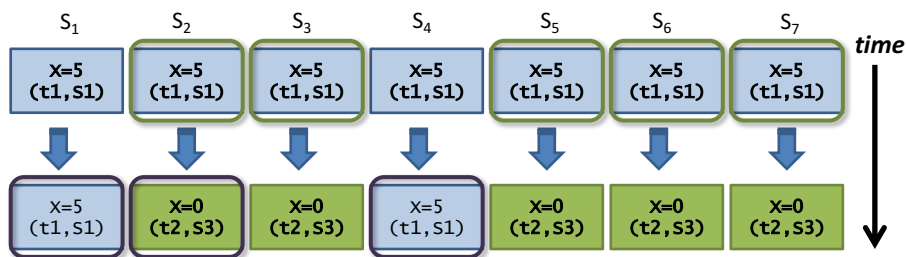 S1 S2 S3 S4 S5 S6 S7
time
x=5 x=5 x=5 x=5 x=5 x=5 x=5
(t1,s1) (t1,s1) (t1,s1) (t1,s1) (t1,s1) (t1,s1) (t1,s1)
x=5 x=0 x=0 x=5 x=0 x=0 x=0
(t1,s1) (t2,s3) (t2,s3) (t1,s1) (t2,s3) (t2,s3) (t2,s3)